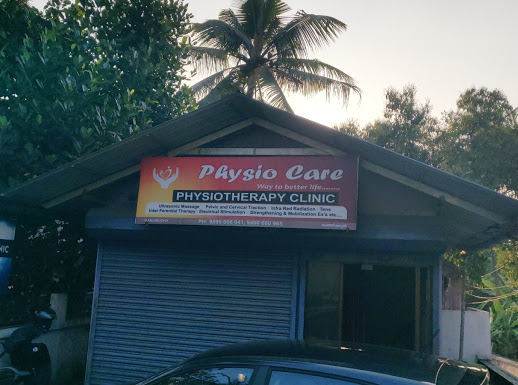 Physio Care
Way to better life........
PHYSIOTHERAPY CLINIC
Ultrasonic Massage Pelvic and Cervical Traction Infra Red Radiation Tens
Inter Ferential Therapy Electrical Stimulation Strengthening & Mobilization Ex's etc...
NIC